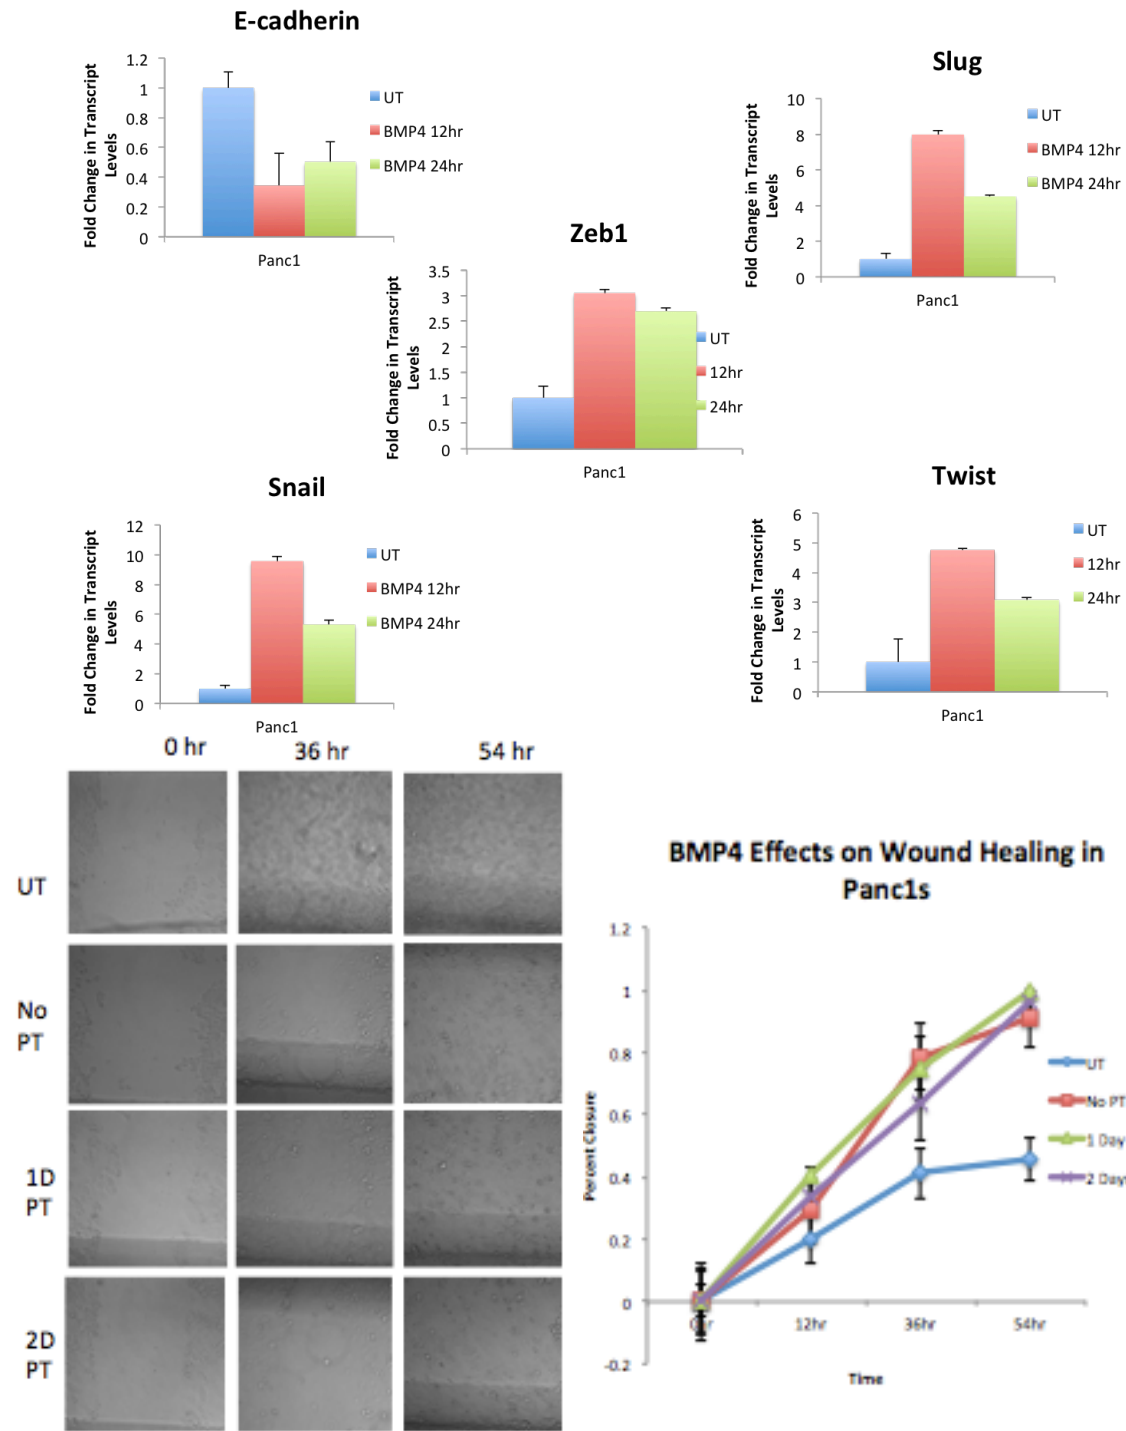 E-cadherin
Fold Change in Transcript
Levels
1.2
1
0.8
0.6
0.4
0.2
0
UT
BMP4 12hr
BMP4 24hr
Panc1
Slug
Fold Change in Transcript
Levels
10
8
6
4
2
0
UT
BMP4 12hr
BMP4 24hr
Panc1
Zeb1
Fold Change in Transcript
Levels
3.5
3
2.5
2
1.5
1
0.5
0
UT
12hr
24hr
Panc1
Snail
Fold Change in Transcript
Levels
12
10
8
6
4
2
0
UT
BMP4 12hr
BMP4 24hr
Panc1
Twist
Fold Change in Transcript
Levels
6
5
4
3
2
1
0
UT
12hr
24hr
Panc1
0 hr 36 hr 54 hr
UT
No
PT
1D
PT
2D
PT
BMP4 Effects on Wound Healing in
Panc1s
Percent Closure
1.2
1
0.8
0.6
0.4
0.2
0
-0.2
12hr 36hr 54hr
Time
UT
No PT
1 Day
2 Day